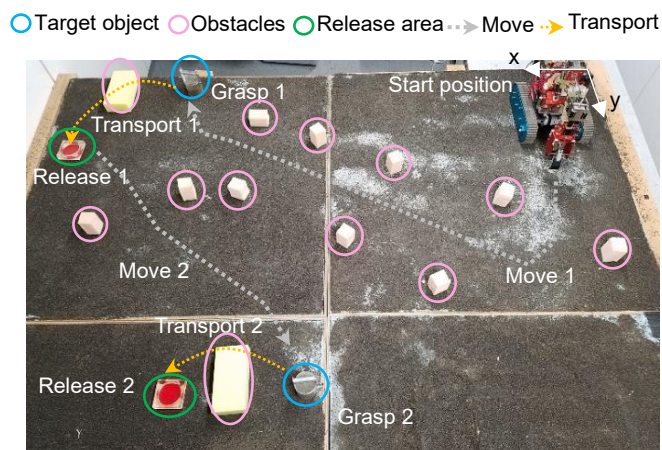 Target object Obstacles Release area Move Transport
x
Start position
y
Grasp 1
Transport 1
Release 1
Move 2
Move 1
Transport 2
Release 2
Grasp 2